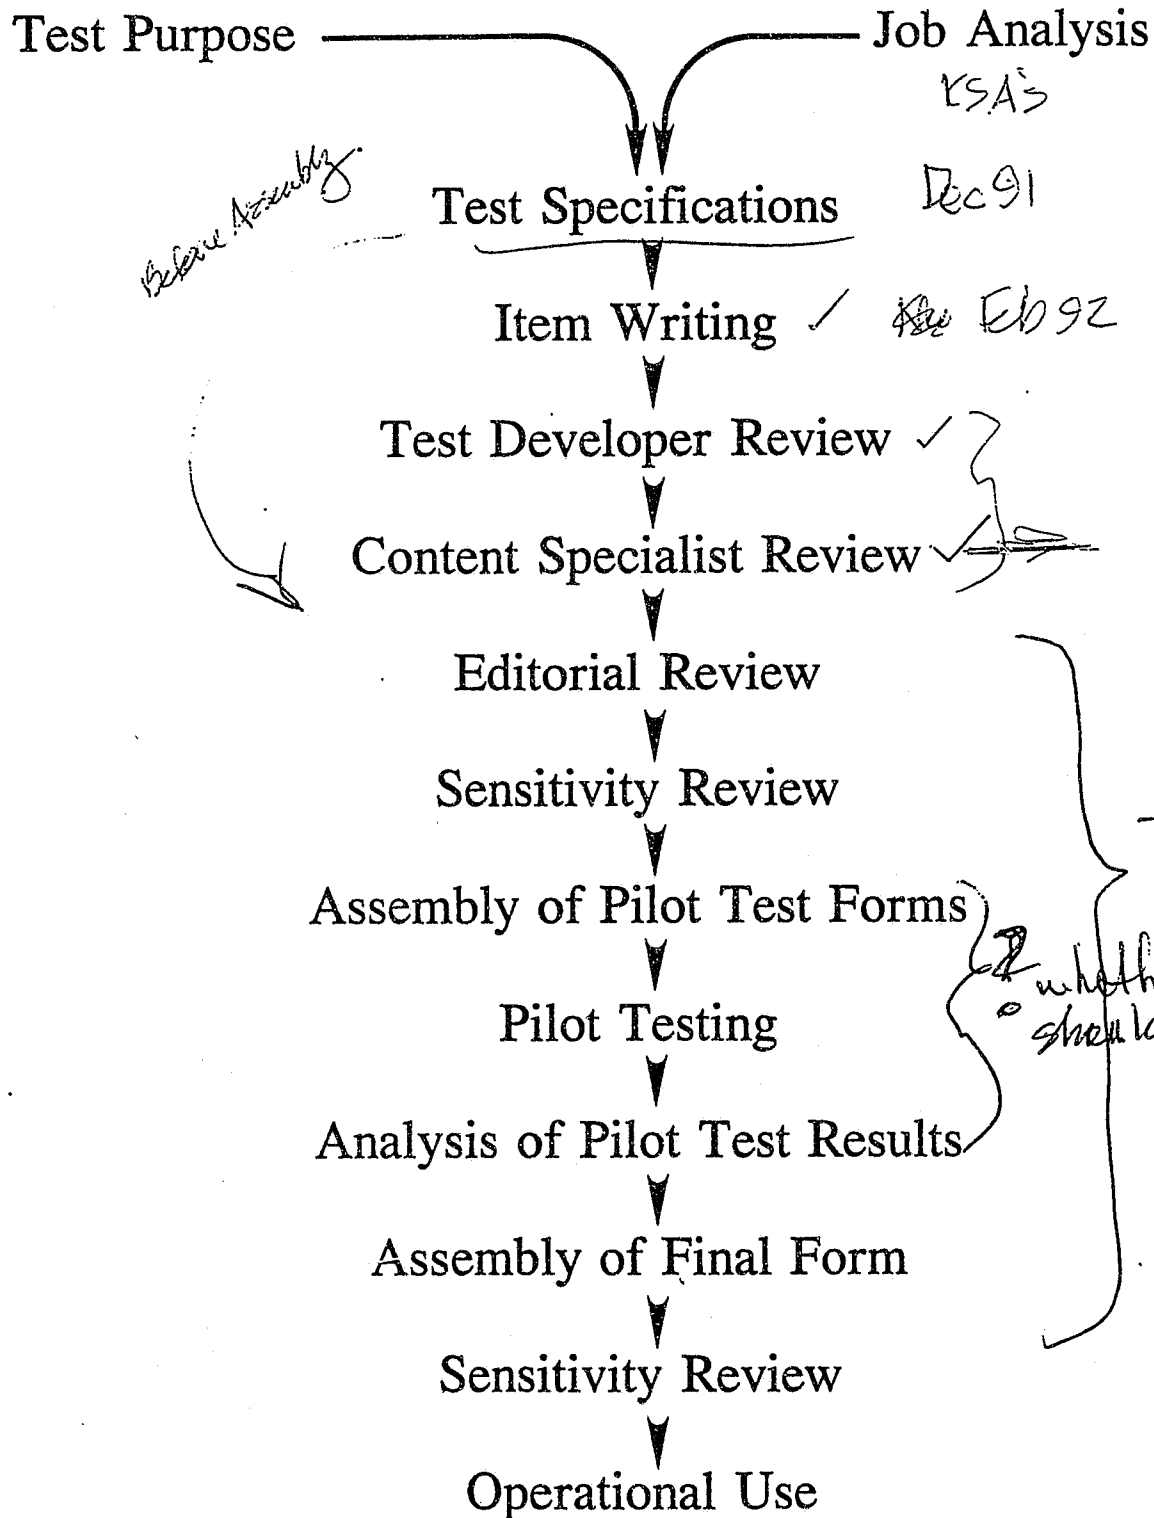 Test Purpose
Job Analysis
KSA's
Before Assembly.
Test Specifications
Dec 91
Item Writing ✓
Feb 92
Test Developer Review ✓
Content Specialist Review ✓
Editorial Review
Sensitivity Review
Assembly of Pilot Test Forms
?
Pilot Testing
Analysis of Pilot Test Results
Assembly of Final Form
Sensitivity Review
Operational Use